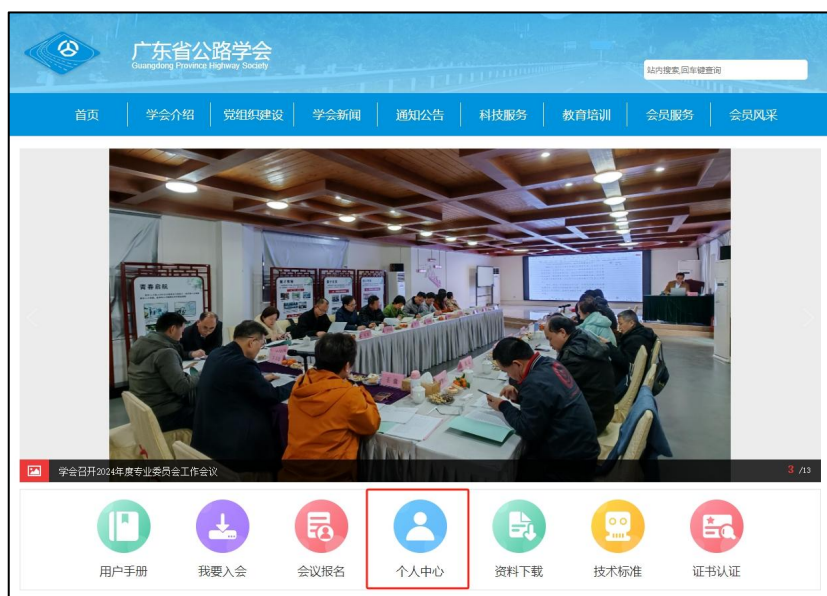 广东省公路学会
Guangdong Province Highway Society
站内搜索,回车键查询
首页 学会介绍 党组织建设 学会新闻 通知公告 科技服务 教育培训 会员服务 会员风采
青春启航
学会召开2024年度专业委员会工作会议
3 /13
用户手册 我要入会 会议报名 个人中心 资料下载 技术标准 证书认证